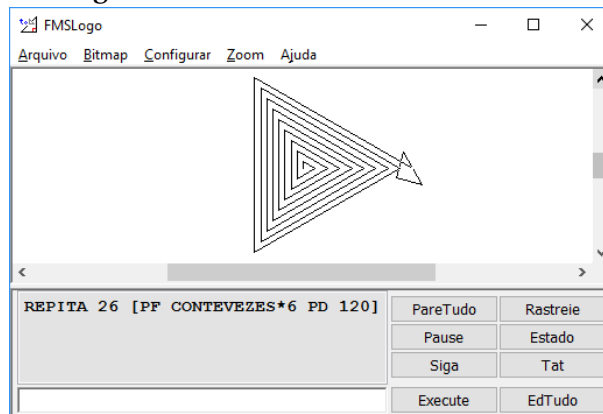 FMSLogo
Arquivo Bitmap Configurar Zoom Ajuda
REPITA 26 [PF CONTEVEZES*6 PD 120]
PareTudo Rastreie
Pause Estado
Siga Tat
Execute EdTudo